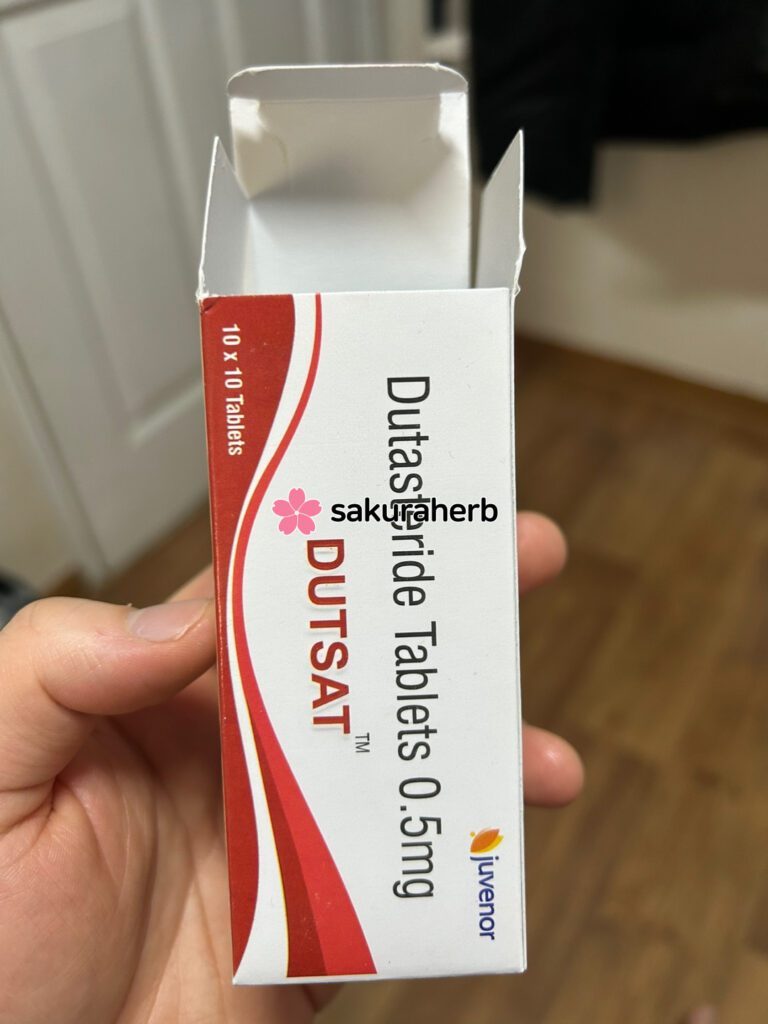 10 x 10 Tablets
Dutasteride Tablets 0.5mg
sakuraherb
DUTSAT™
juvenor